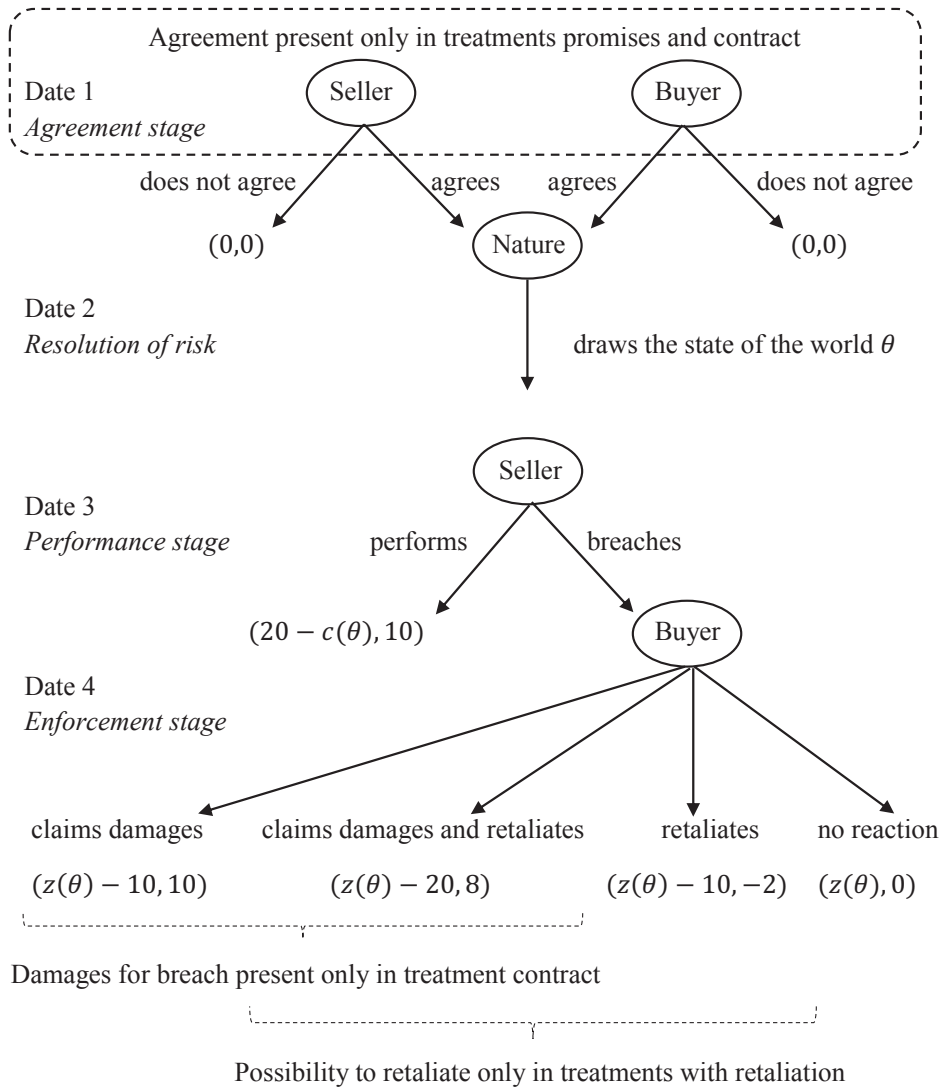 Agreement present only in treatments promises and contract
Date 1
Agreement stage
Seller
Buyer
does not agree
agrees
agrees
does not agree
(0,0)
Nature
(0,0)
Date 2
Resolution of risk
draws the state of the world θ
Seller
Date 3
Performance stage
performs
breaches
(20 − c(θ), 10)
Buyer
Date 4
Enforcement stage
claims damages
claims damages and retaliates
retaliates
no reaction
(z(θ) − 10, 10)
(z(θ) − 20, 8)
(z(θ) − 10, −2)
(z(θ), 0)
Damages for breach present only in treatment contract
Possibility to retaliate only in treatments with retaliation